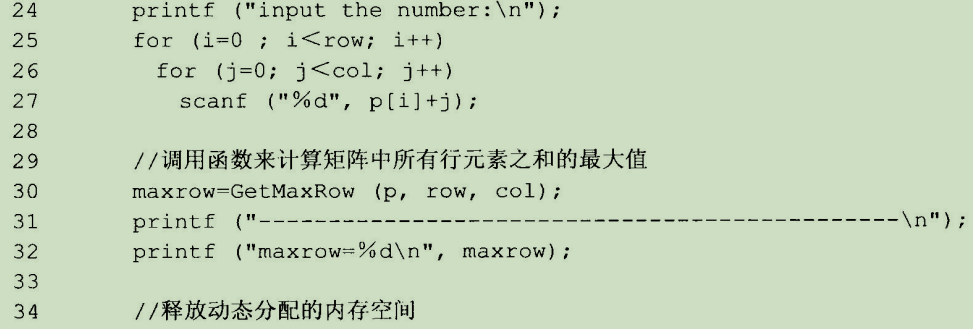 24 printf ("input the number:\n");
25 for (i=0 ; i<row; i++)
26 for (j=0; j<col; j++)
27 scanf ("%d", p[i]+j);
28
29 //调用函数来计算矩阵中所有行元素之和的最大值
30 maxrow=GetMaxRow (p, row, col);
31 printf ("-----------------------------------------------\n");
32 printf ("maxrow=%d\n", maxrow);
33
34 //释放动态分配的内存空间